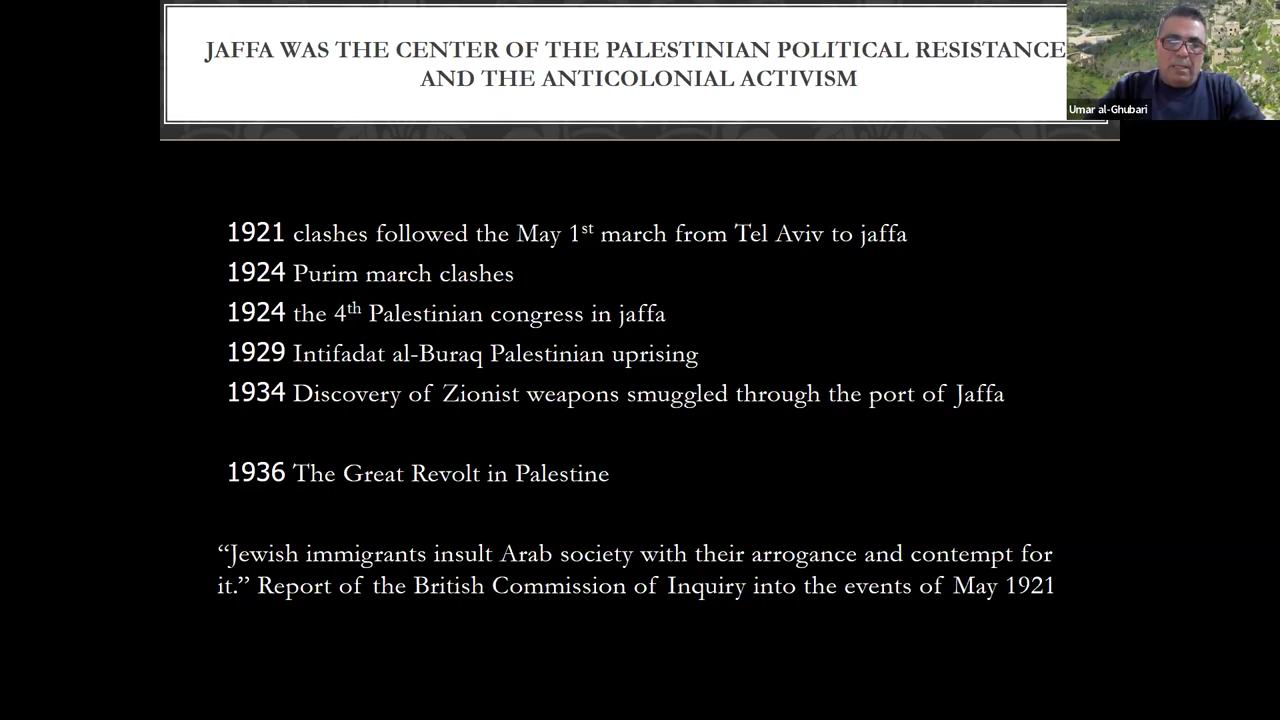 JAFFA WAS THE CENTER OF THE PALESTINIAN POLITICAL RESISTANCE
AND THE ANTICOLONIAL ACTIVISM
Umar al-Ghubari
1921 clashes followed the May 1st march from Tel Aviv to jaffa
1924 Purim march clashes
1924 the 4th Palestinian congress in jaffa
1929 Intifadat al-Buraq Palestinian uprising
1934 Discovery of Zionist weapons smuggled through the port of Jaffa
1936 The Great Revolt in Palestine
“Jewish immigrants insult Arab society with their arrogance and contempt for
it.” Report of the British Commission of Inquiry into the events of May 1921